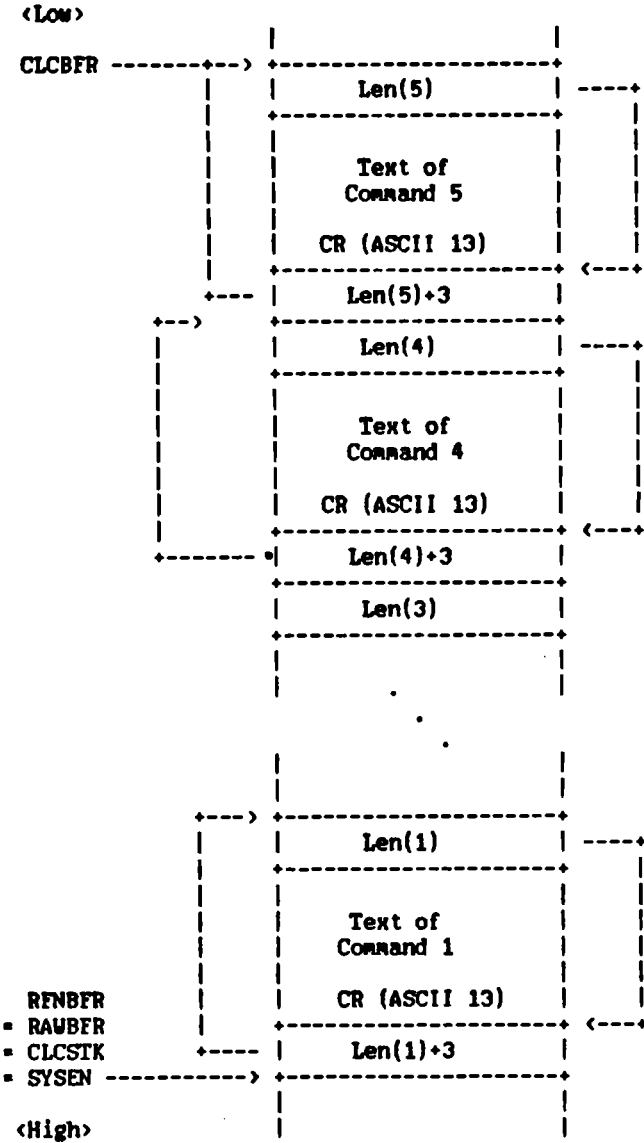 <Low>
CLCBFR
Len(5)
Text of
Command 5
CR (ASCII 13)
Len(5)+3
Len(4)
Text of
Command 4
CR (ASCII 13)
Len(4)+3
Len(3)
.
.
.
Len(1)
Text of
Command 1
RFNBFR
CR (ASCII 13)
= RAWBFR
= CLCSTK
Len(1)+3
= SYSEN
<High>